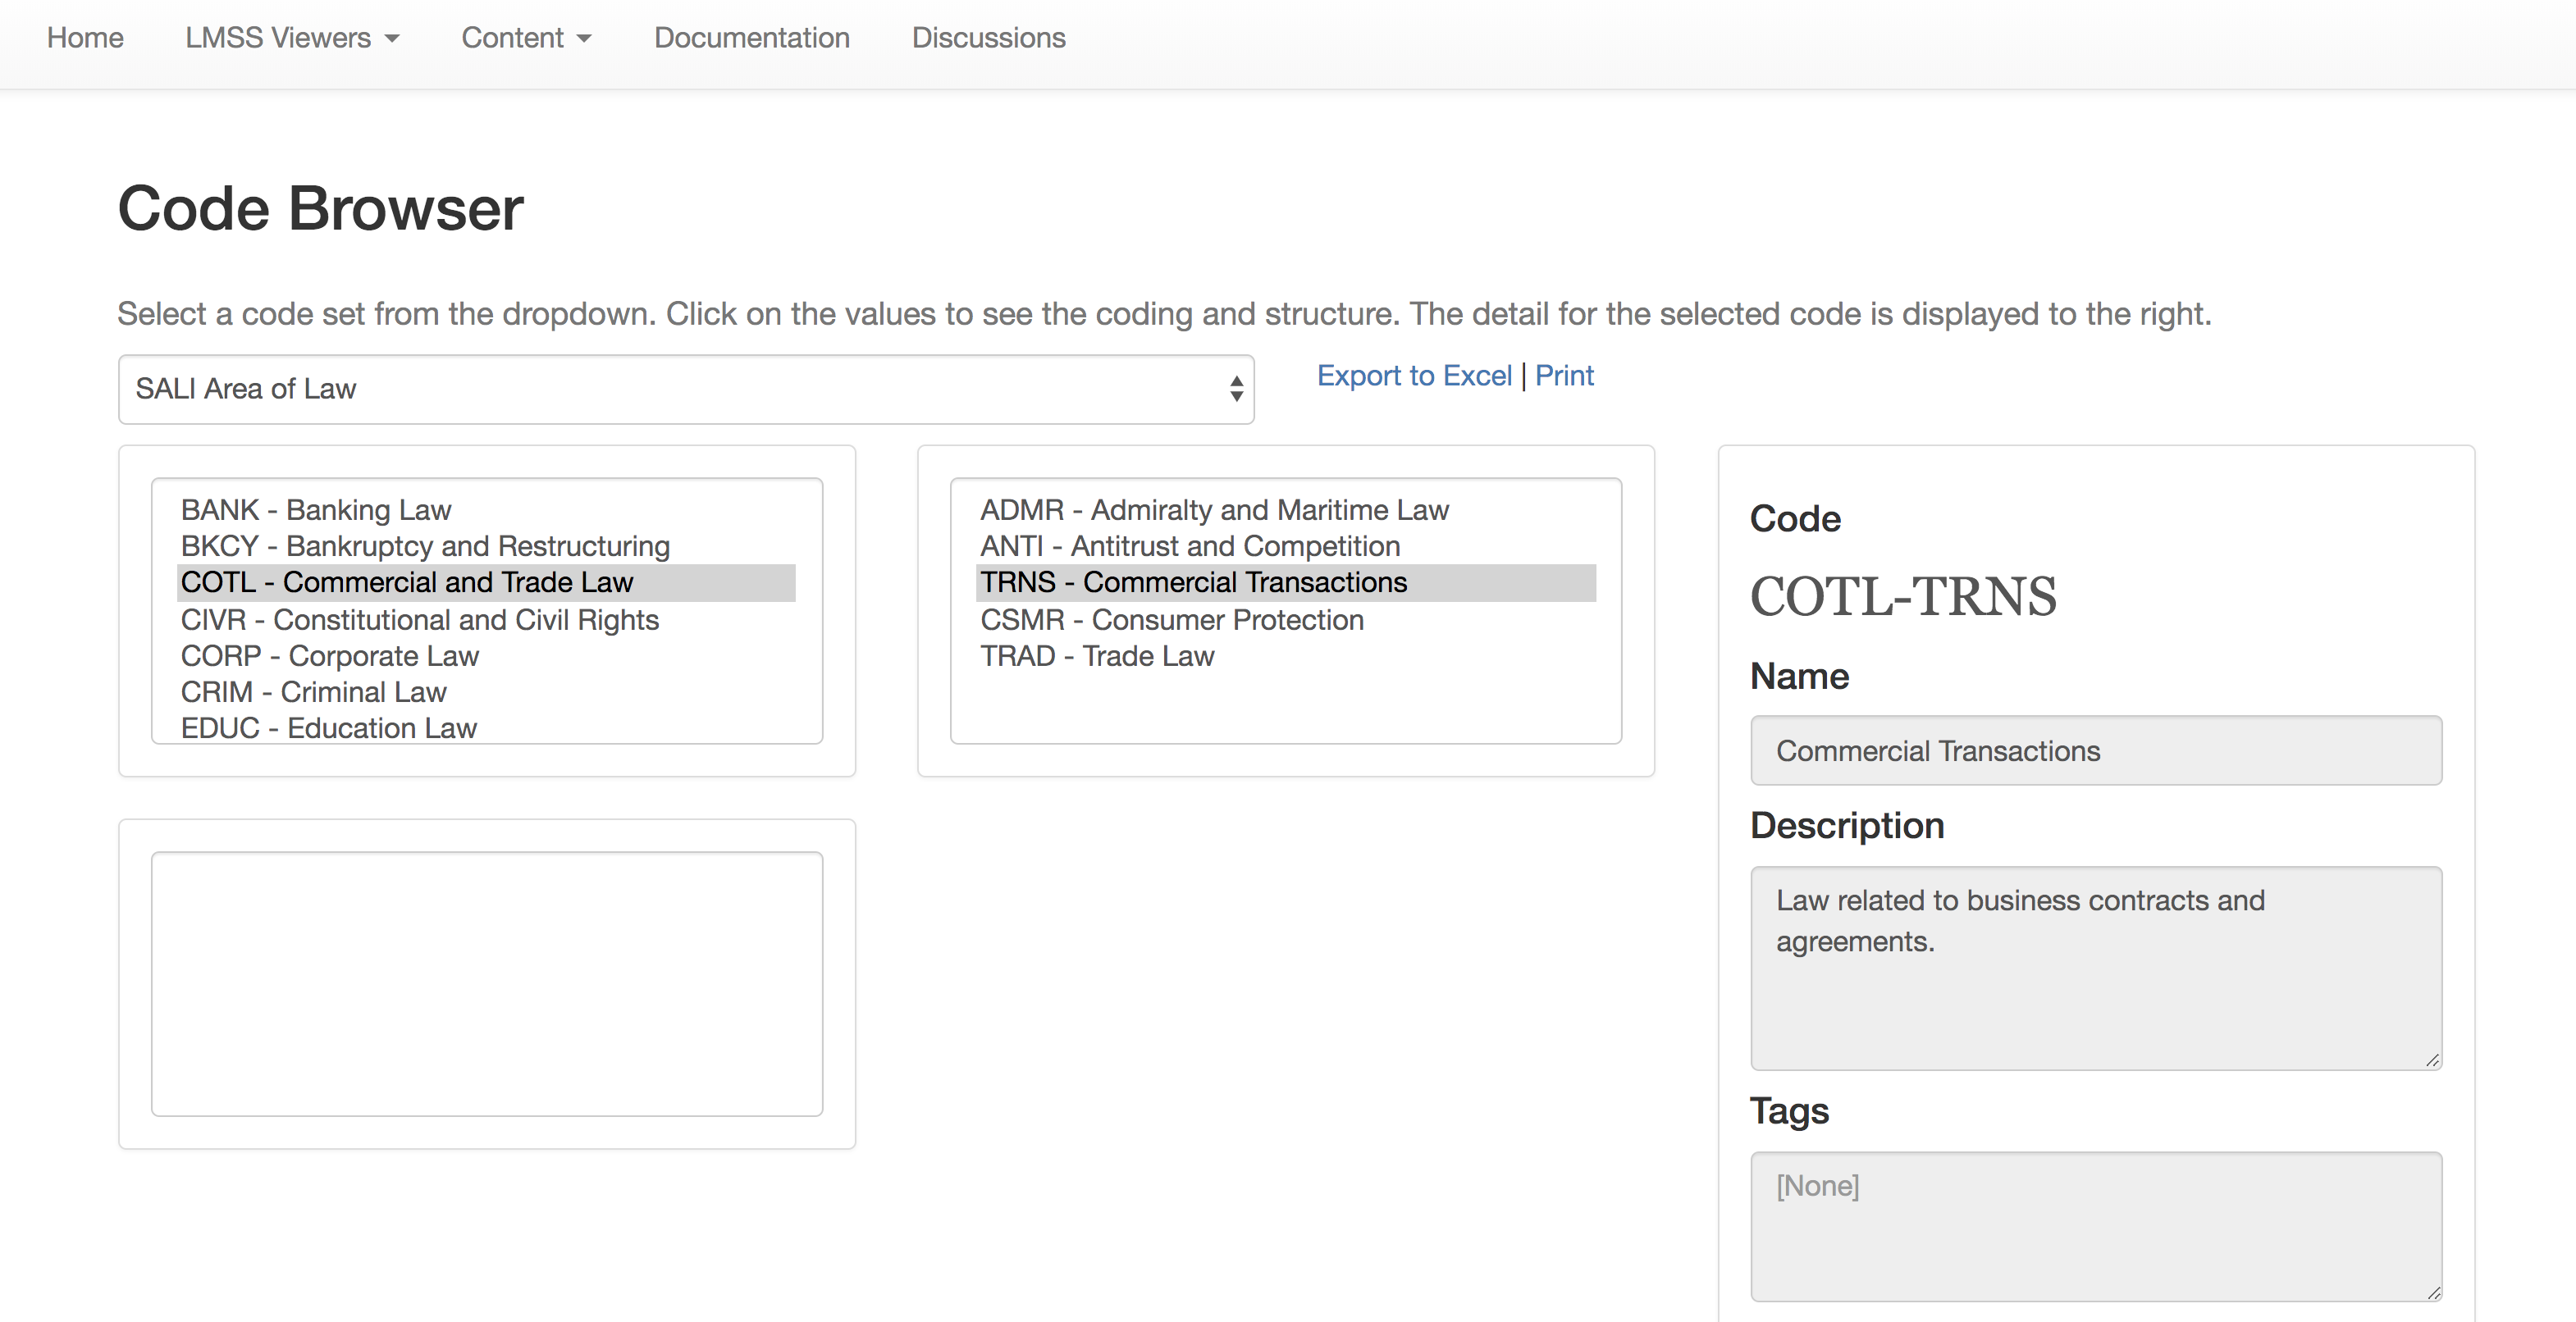 Home LMSS Viewers Content Documentation Discussions
Code Browser
Select a code set from the dropdown. Click on the values to see the coding and structure. The detail for the selected code is displayed to the right.
SALI Area of Law
Export to Excel | Print
BANK - Banking Law
BKCY - Bankruptcy and Restructuring
COTL - Commercial and Trade Law
CIVR - Constitutional and Civil Rights
CORP - Corporate Law
CRIM - Criminal Law
EDUC - Education Law
ADMR - Admiralty and Maritime Law
ANTI - Antitrust and Competition
TRNS - Commercial Transactions
CSMR - Consumer Protection
TRAD - Trade Law
Code
COTL-TRNS
Name
Commercial Transactions
Description
Law related to business contracts and
agreements.
Tags
[None]